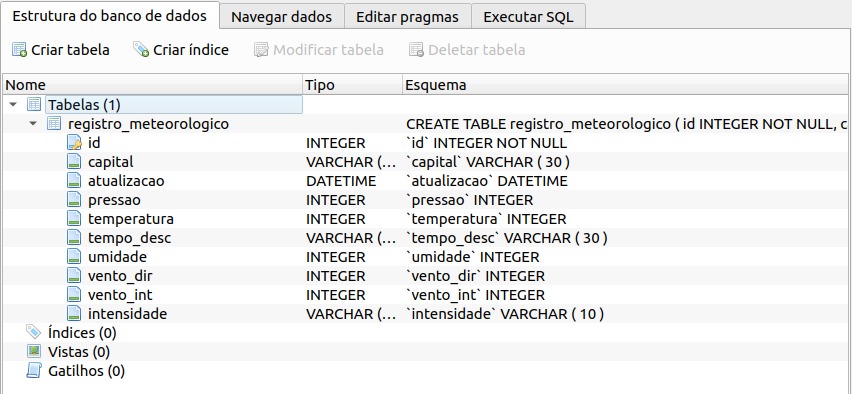 Estrutura do banco de dados Navegar dados Editar pragmas Executar SQL
Criar tabela Criar índice Modificar tabela Deletar tabela
Nome Tipo Esquema
Tabelas (1)
registro_meteorologico CREATE TABLE registro_meteorologico ( id INTEGER NOT NULL, c
id INTEGER `id` INTEGER NOT NULL
capital VARCHAR (... `capital` VARCHAR ( 30 )
atualizacao DATETIME `atualizacao` DATETIME
pressao INTEGER `pressao` INTEGER
temperatura INTEGER `temperatura` INTEGER
tempo_desc VARCHAR (... `tempo_desc` VARCHAR ( 30 )
umidade INTEGER `umidade` INTEGER
vento_dir INTEGER `vento_dir` INTEGER
vento_int INTEGER `vento_int` INTEGER
intensidade VARCHAR (... `intensidade` VARCHAR ( 10 )
Índices (0)
Vistas (0)
Gatilhos (0)